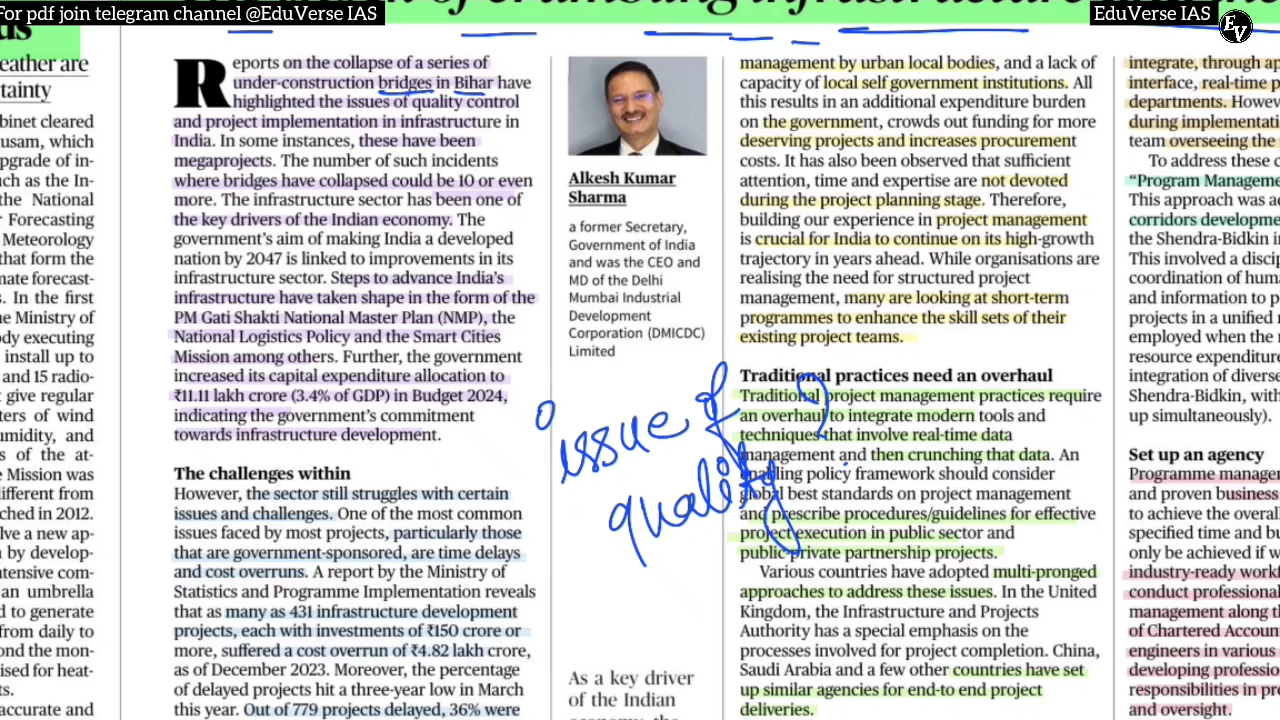 For pdf join telegram channel @EduVerse IAS
EduVerse IAS
EV
of crumbling infrastructure
eather are
tainty
binet cleared
usam, which
pgrade of in-
ch as the In-
the National
Forecasting
Meteorology
that form the
mate forecast-
s. In the first
he Ministry of
ody executing
install up to
and 15 radio-
t give regular
ters of wind
umidity, and
s of the at-
e Mission was
different from
ched in 2012.
lve a new ap-
n by develop-
ntensive com-
an umbrella
d to generate
from daily to
ond the mon-
ised for heat-
ts.
accurate and
Reports on the collapse of a series of
under-construction bridges in Bihar have
highlighted the issues of quality control
and project implementation in infrastructure in
India. In some instances, these have been
megaprojects. The number of such incidents
where bridges have collapsed could be 10 or even
more. The infrastructure sector has been one of
the key drivers of the Indian economy. The
government's aim of making India a developed
nation by 2047 is linked to improvements in its
infrastructure sector. Steps to advance India's
infrastructure have taken shape in the form of the
PM Gati Shakti National Master Plan (NMP), the
National Logistics Policy and the Smart Cities
Mission among others. Further, the government
increased its capital expenditure allocation to
₹11.11 lakh crore (3.4% of GDP) in Budget 2024,
indicating the government's commitment
towards infrastructure development.
The challenges within
However, the sector still struggles with certain
issues and challenges. One of the most common
issues faced by most projects, particularly those
that are government-sponsored, are time delays
and cost overruns. A report by the Ministry of
Statistics and Programme Implementation reveals
that as many as 431 infrastructure development
projects, each with investments of ₹150 crore or
more, suffered a cost overrun of ₹4.82 lakh crore,
as of December 2023. Moreover, the percentage
of delayed projects hit a three-year low in March
this year. Out of 779 projects delayed, 36% were
Alkesh Kumar
Sharma
a former Secretary,
Government of India
and was the CEO and
MD of the Delhi
Mumbai Industrial
Development
Corporation (DMICDC)
Limited
issue of
quality ?
As a key driver
of the Indian
management by urban local bodies, and a lack of
capacity of local self government institutions. All
this results in an additional expenditure burden
on the government, crowds out funding for more
deserving projects and increases procurement
costs. It has also been observed that sufficient
attention, time and expertise are not devoted
during the project planning stage. Therefore,
building our experience in project management
is crucial for India to continue on its high-growth
trajectory in years ahead. While organisations are
realising the need for structured project
management, many are looking at short-term
programmes to enhance the skill sets of their
existing project teams.
Traditional practices need an overhaul
Traditional project management practices require
an overhaul to integrate modern tools and
techniques that involve real-time data
management and then crunching that data. An
enabling policy framework should consider
global best standards on project management
and prescribe procedures/guidelines for effective
project execution in public sector and
public-private partnership projects.
Various countries have adopted multi-pronged
approaches to address these issues. In the United
Kingdom, the Infrastructure and Projects
Authority has a special emphasis on the
processes involved for project completion. China,
Saudi Arabia and a few other countries have set
up similar agencies for end-to end project
deliveries.
integrate, through ap
interface, real-time p
departments. Howev
during implementati
team overseeing the
To address these c
“Program Manageme
This approach was ac
corridors developme
the Shendra-Bidkin in
This involved a discip
coordination of hum
and information to p
projects in a unified m
employed when the
resource expenditure
integration of diverse
Shendra-Bidkin, with
up simultaneously).
Set up an agency
Programme manage
and proven business
to achieve the overall
specified time and bu
only be achieved if w
industry-ready workf
conduct professional
management along th
of Chartered Accoun
engineers in various
developing professio
responsibilities in pr
and oversight.